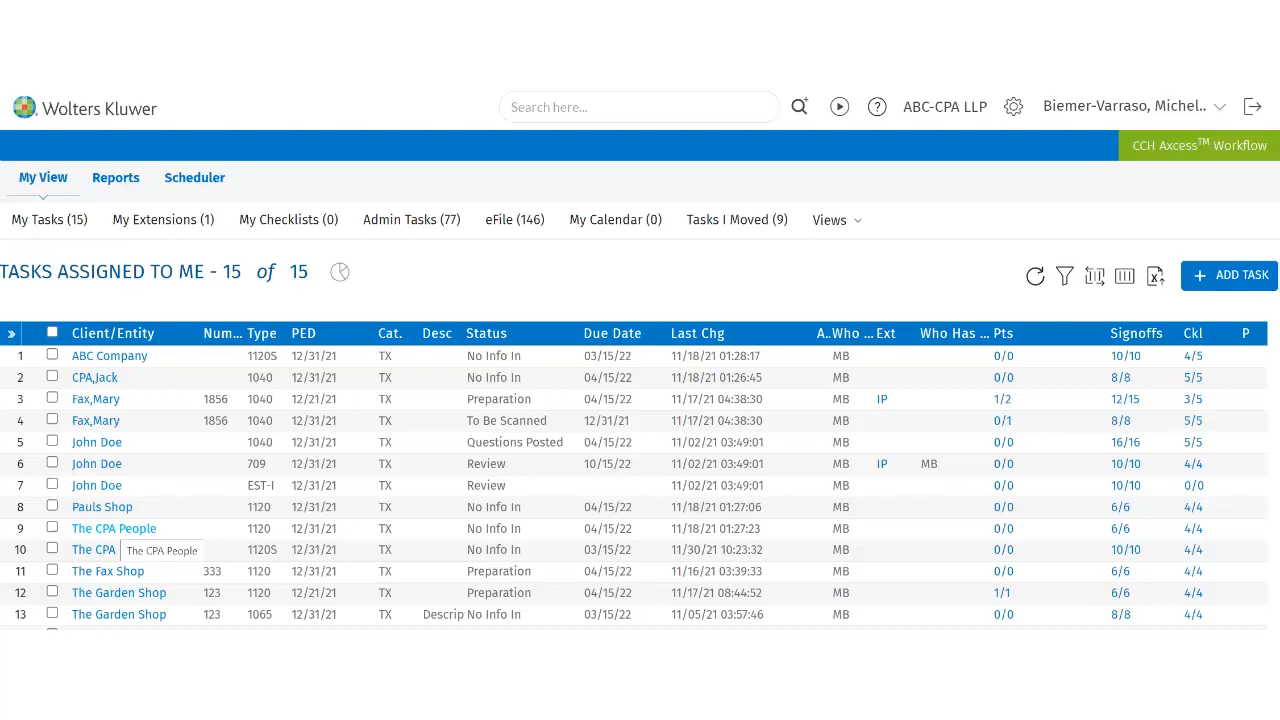 Wolters Kluwer Search here... ABC-CPA LLP Biemer-Varraso, Michel..
CCH Axcess™ Workflow
My View Reports Scheduler
My Tasks (15) My Extensions (1) My Checklists (0) Admin Tasks (77) eFile (146) My Calendar (0) Tasks I Moved (9) Views
TASKS ASSIGNED TO ME - 15 of 15 + ADD TASK
» Client/Entity Num... Type PED Cat. Desc Status Due Date Last Chg A.. Who ... Ext Who Has ... Pts Signoffs Ckl P
1 ABC Company 1120S 12/31/21 TX No Info In 03/15/22 11/18/21 01:28:17 MB 0/0 10/10 4/5
2 CPA,Jack 1040 12/31/21 TX No Info In 04/15/22 11/18/21 01:26:45 MB 0/0 8/8 5/5
3 Fax,Mary 1856 1040 12/21/21 TX Preparation 04/15/22 11/17/21 04:38:30 MB IP 1/2 12/15 3/5
4 Fax,Mary 1856 1040 12/31/21 TX To Be Scanned 12/31/21 11/17/21 04:38:30 MB 0/1 8/8 5/5
5 John Doe 1040 12/31/21 TX Questions Posted 04/15/22 11/02/21 03:49:01 MB 0/0 16/16 5/5
6 John Doe 709 12/31/21 TX Review 10/15/22 11/02/21 03:49:01 MB IP MB 0/0 10/10 4/4
7 John Doe EST-I 12/31/21 TX Review 11/02/21 03:49:01 MB 0/0 10/10 0/0
8 Pauls Shop 1120 12/31/21 TX No Info In 04/15/22 11/18/21 01:27:06 MB 0/0 6/6 4/4
9 The CPA People 1120 12/31/21 TX No Info In 04/15/22 11/18/21 01:27:23 MB 0/0 6/6 4/4
10 The CPA The CPA People 1120S 12/31/21 TX No Info In 03/15/22 11/30/21 10:23:32 MB 0/0 10/10 4/4
11 The Fax Shop 333 1120 12/31/21 TX Preparation 04/15/22 11/16/21 03:39:33 MB 0/0 6/6 4/4
12 The Garden Shop 123 1120 12/21/21 TX Preparation 04/15/22 11/17/21 08:44:52 MB 1/1 6/6 4/4
13 The Garden Shop 123 1065 12/31/21 TX Descrip No Info In 03/15/22 11/05/21 03:57:46 MB 0/0 8/8 4/4